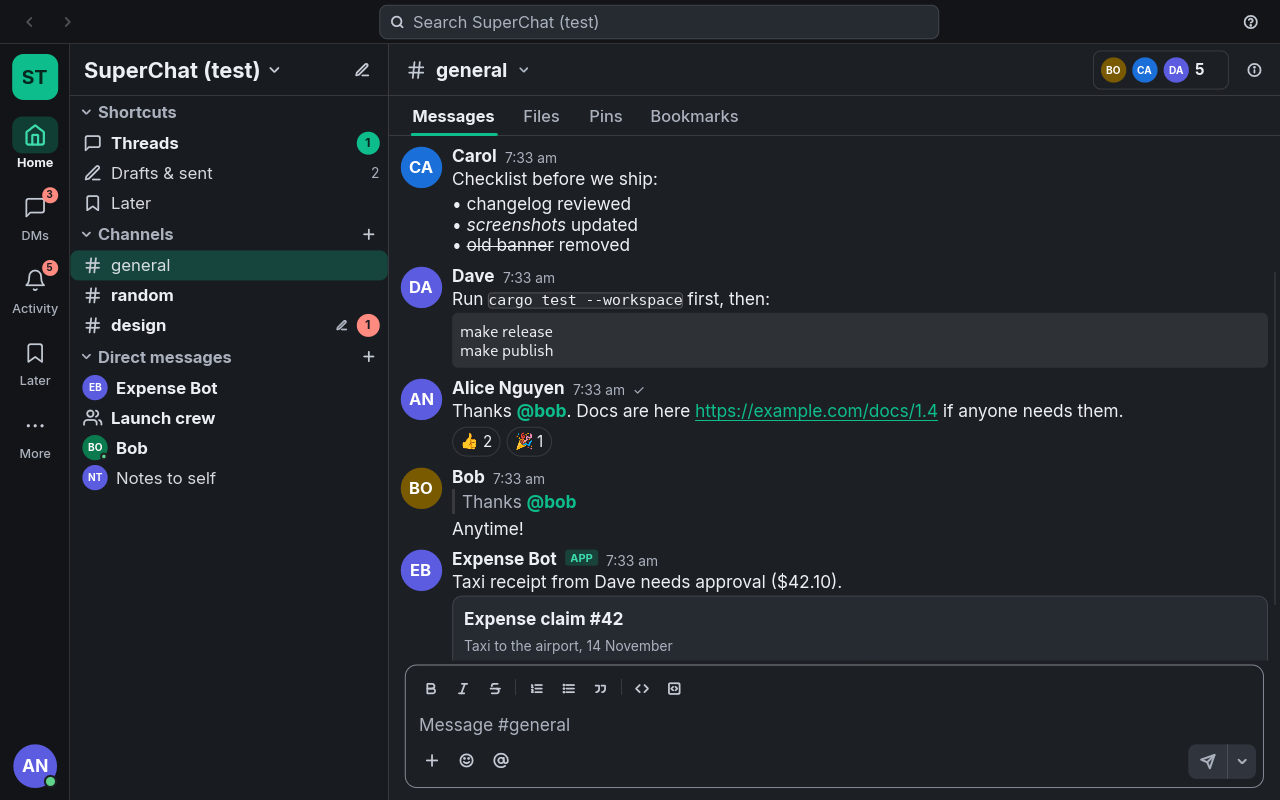 Search SuperChat (test)
ST
Home
3
DMs
5
Activity
Later
More
AN
SuperChat (test)
Shortcuts
Threads 1
Drafts & sent 2
Later
Channels
general
random
design 1
Direct messages
EB Expense Bot
Launch crew
BO Bob
NT Notes to self
general
BO CA DA 5
Messages Files Pins Bookmarks
CA Carol 7:33 am
Checklist before we ship:
• changelog reviewed
• screenshots updated
• old banner removed
DA Dave 7:33 am
Run cargo test --workspace first, then:
make release
make publish
AN Alice Nguyen 7:33 am ✓
Thanks @bob. Docs are here https://example.com/docs/1.4 if anyone needs them.
👍 2 🎉 1
BO Bob 7:33 am
Thanks @bob
Anytime!
EB Expense Bot APP 7:33 am
Taxi receipt from Dave needs approval ($42.10).
Expense claim #42
Taxi to the airport, 14 November
Message #general